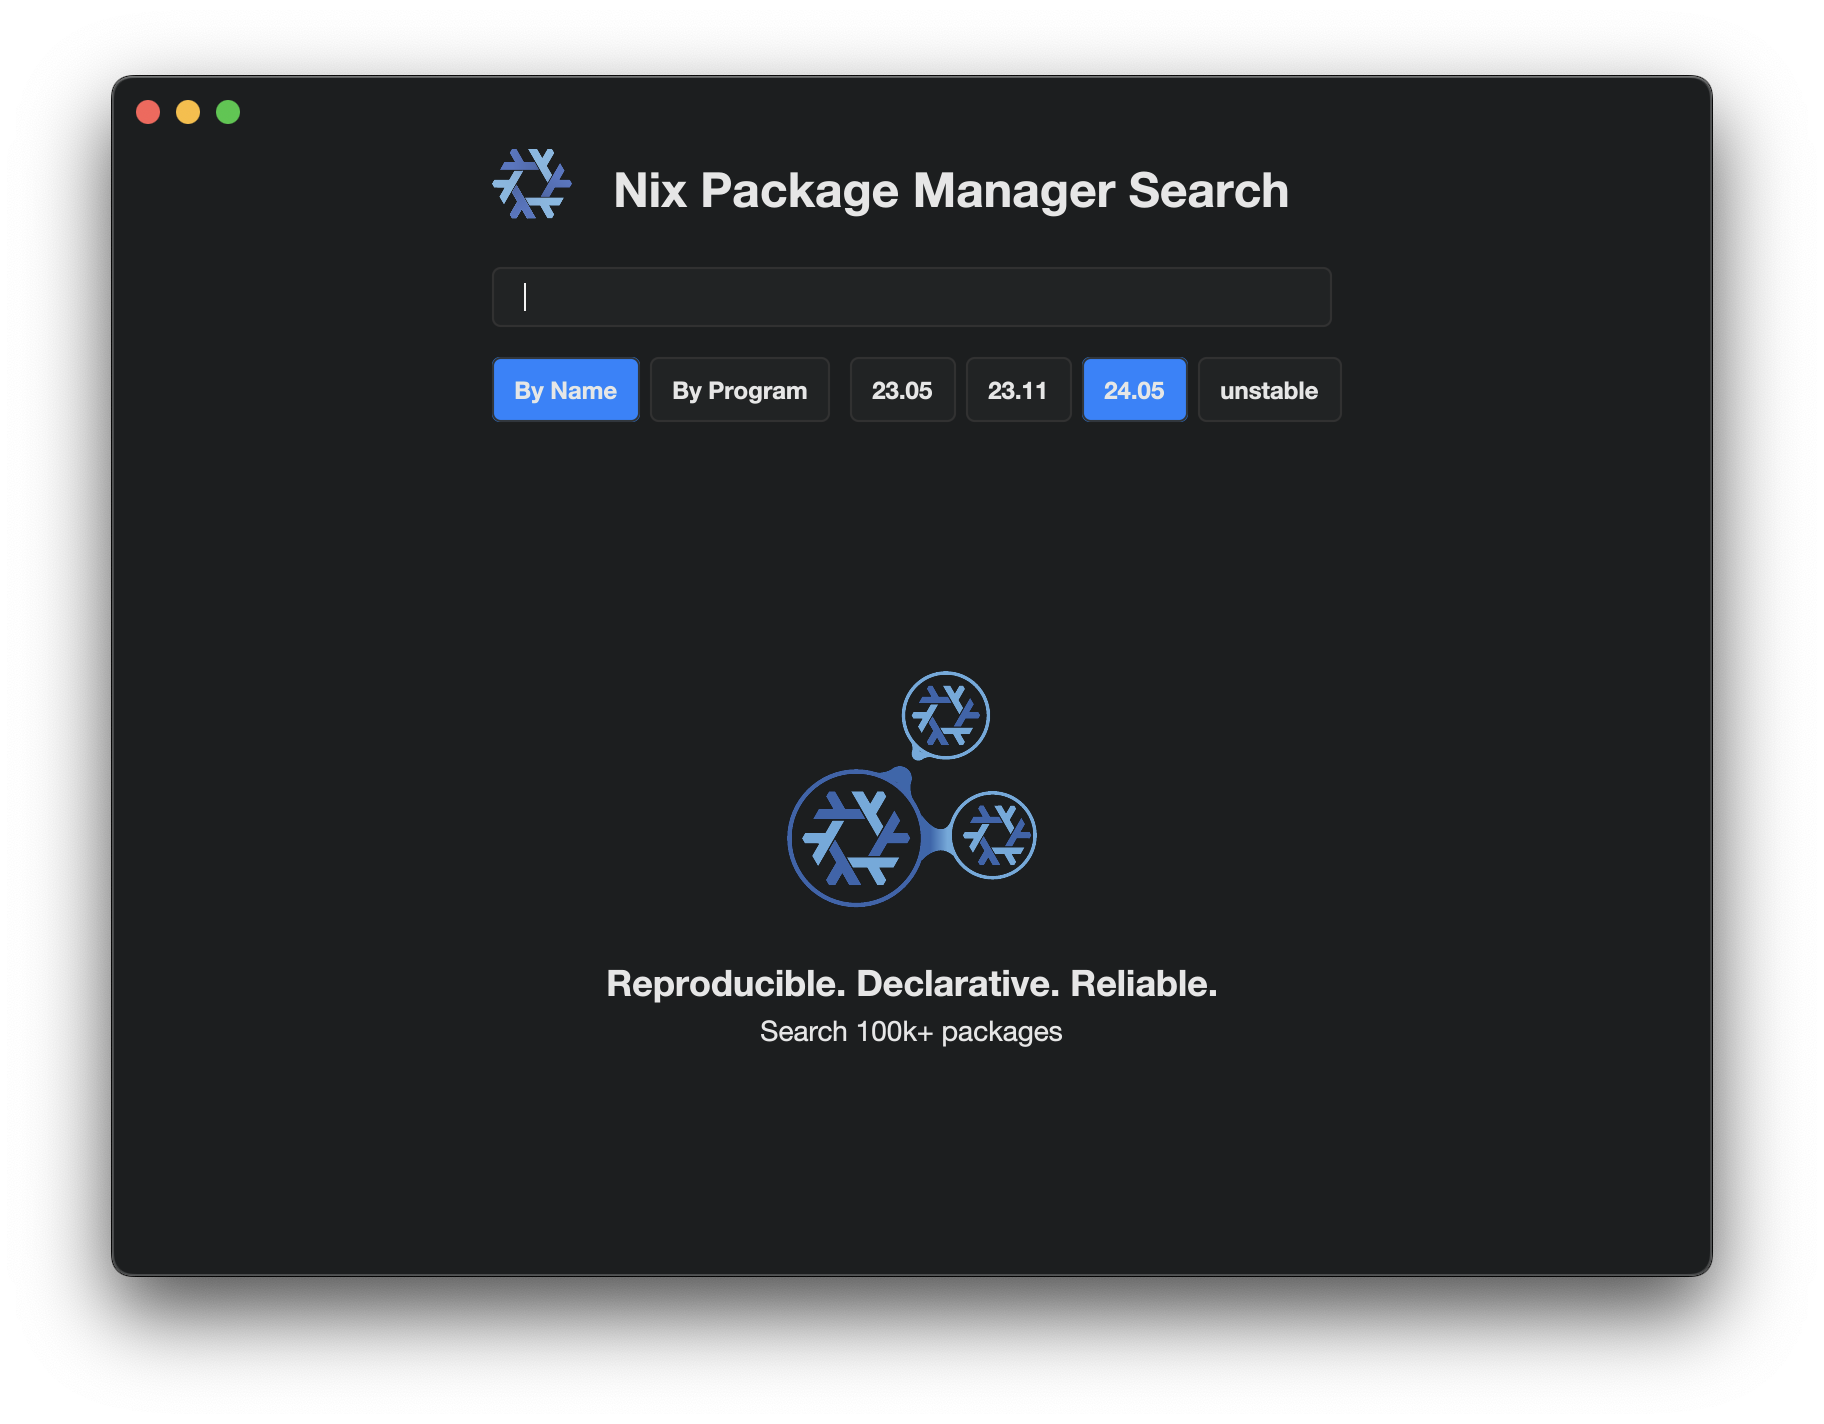 Nix Package Manager Search
By Name By Program 23.05 23.11 24.05 unstable
Reproducible. Declarative. Reliable.
Search 100k+ packages